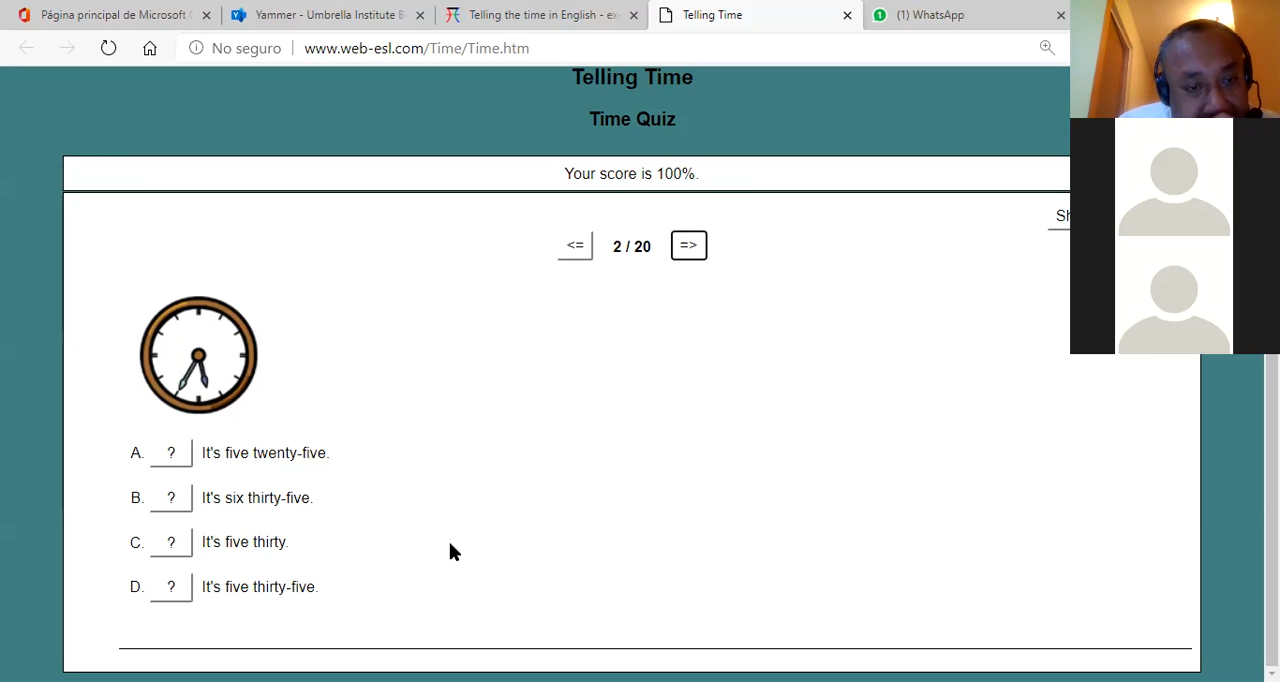 Página principal de Microsoft
Yammer - Umbrella Institute B
Telling the time in English - ex
Telling Time
(1) WhatsApp
No seguro | www.web-esl.com/Time/Time.htm
Telling Time
Time Quiz
Your score is 100%.
Sh
<= 2 / 20 =>
A. ? It's five twenty-five.
B. ? It's six thirty-five.
C. ? It's five thirty.
D. ? It's five thirty-five.